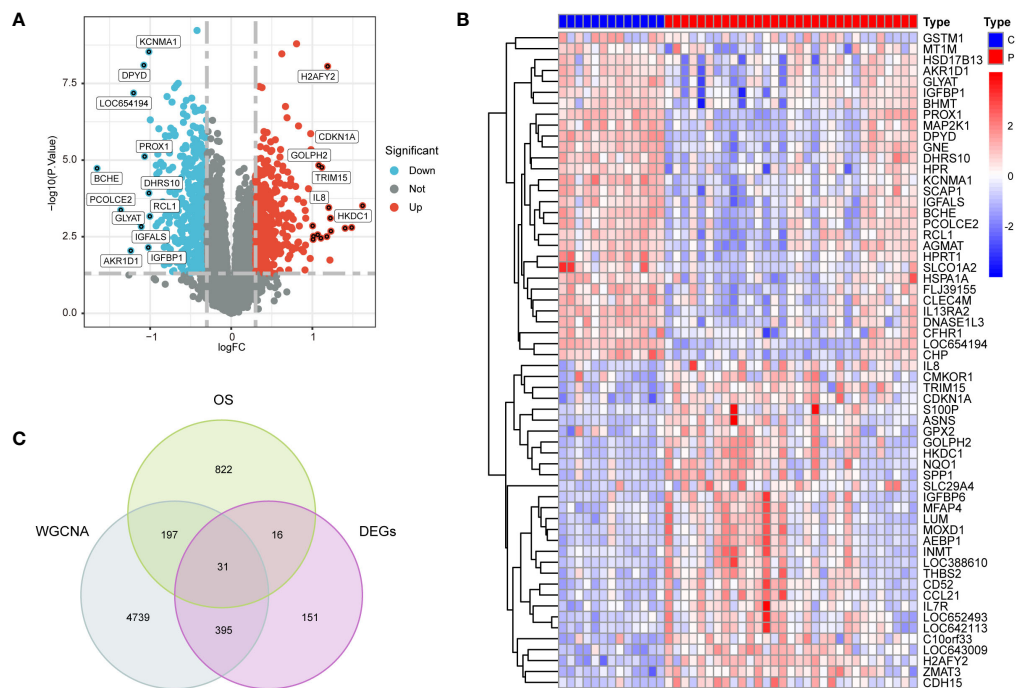 A
KCNMA1
DPYD
H2AFY2
LOC654194
CDKN1A
PROX1
GOLPH2
BCHE
TRIM15
DHRS10
PCOLCE2
IL8
RCL1
GLYAT
HKDC1
IGFALS
IGFBP1
AKR1D1
7.5
5.0
2.5
0.0
−log10(P.Value)
−1
0
1
logFC
Significant
Down
Not
Up
B
Type
GSTM1
MT1M
HSD17B13
AKR1D1
GLYAT
IGFBP1
BHMT
PROX1
MAP2K1
DPYD
GNE
DHRS10
HPR
KCNMA1
SCAP1
IGFALS
BCHE
PCOLCE2
RCL1
AGMAT
HPRT1
SLCO1A2
HSPA1A
FLJ39155
CLEC4M
IL13RA2
DNASE1L3
CFHR1
LOC654194
CHP
IL8
CMKOR1
TRIM15
CDKN1A
S100P
ASNS
GPX2
GOLPH2
HKDC1
NQO1
SPP1
SLC29A4
IGFBP6
MFAP4
LUM
MOXD1
AEBP1
INMT
LOC388610
THBS2
CD52
CCL21
IL7R
LOC652493
LOC642113
C10orf33
LOC643009
H2AFY2
ZMAT3
CDH15
Type
C
P
2
0
-2
C
OS
822
WGCNA
197
16
DEGs
31
4739
395
151